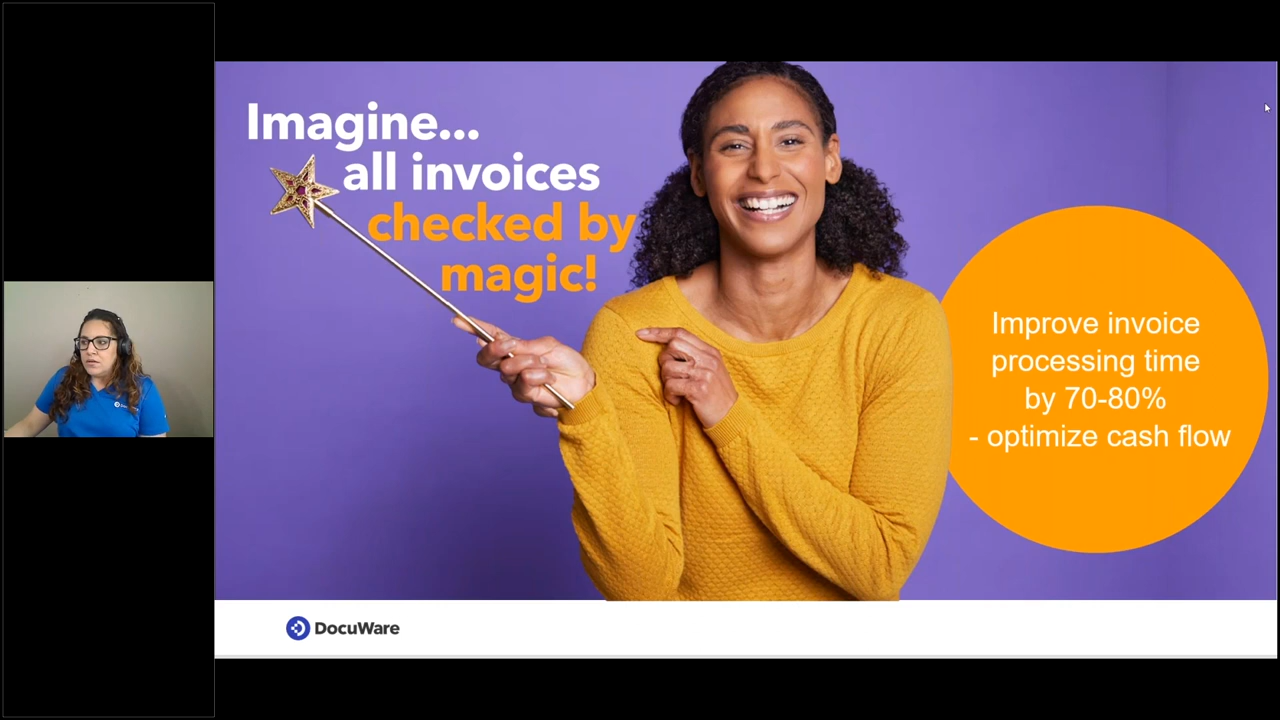 Imagine...
all invoices
checked by
magic!
Improve invoice
processing time
by 70-80%
- optimize cash flow
DocuWare